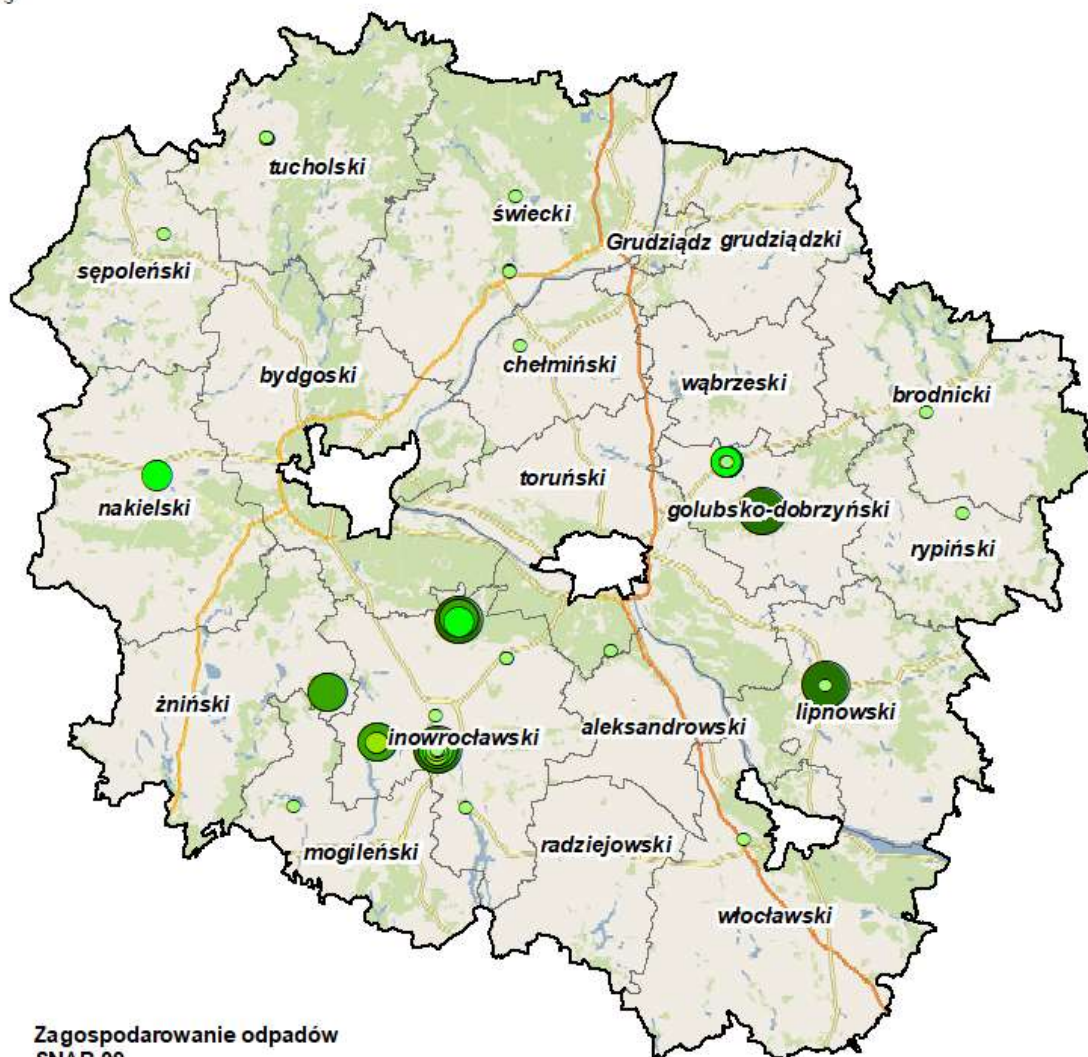 tucholski
świecki
sępoleński
Grudziądz grudziądzki
chełmiński
bydgoski
wąbrzeski
brodnicki
toruński
nakielski
golubsko-dobrzyński
rypiński
żniński
lipnowski
inowrocławski
aleksandrowski
mogileński
radziejowski
włocławski
Zagospodarowanie odpadów